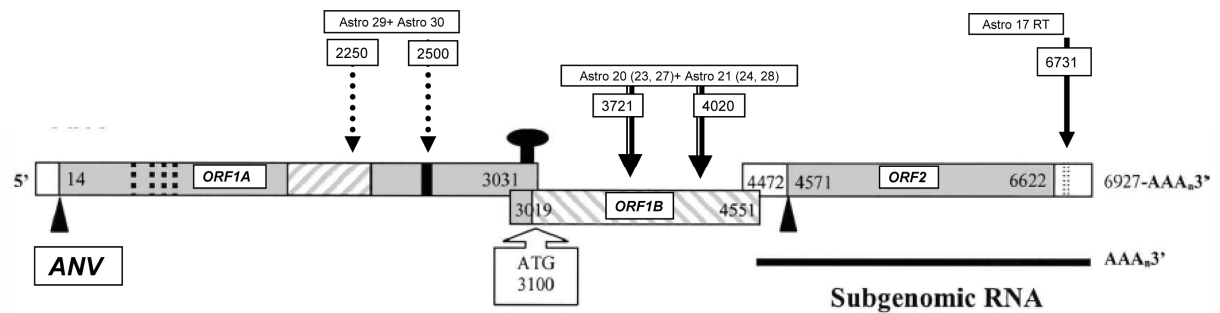 Astro 29+ Astro 30
2250
2500
Astro 20 (23, 27)+ Astro 21 (24, 28)
3721
4020
Astro 17 RT
6731
5’
14
ORF1A
3031
3019
ORF1B
4551
4472
4571
ORF2
6622
6927-AAAn3’
ATG
3100
ANV
AAAn3’
Subgenomic RNA